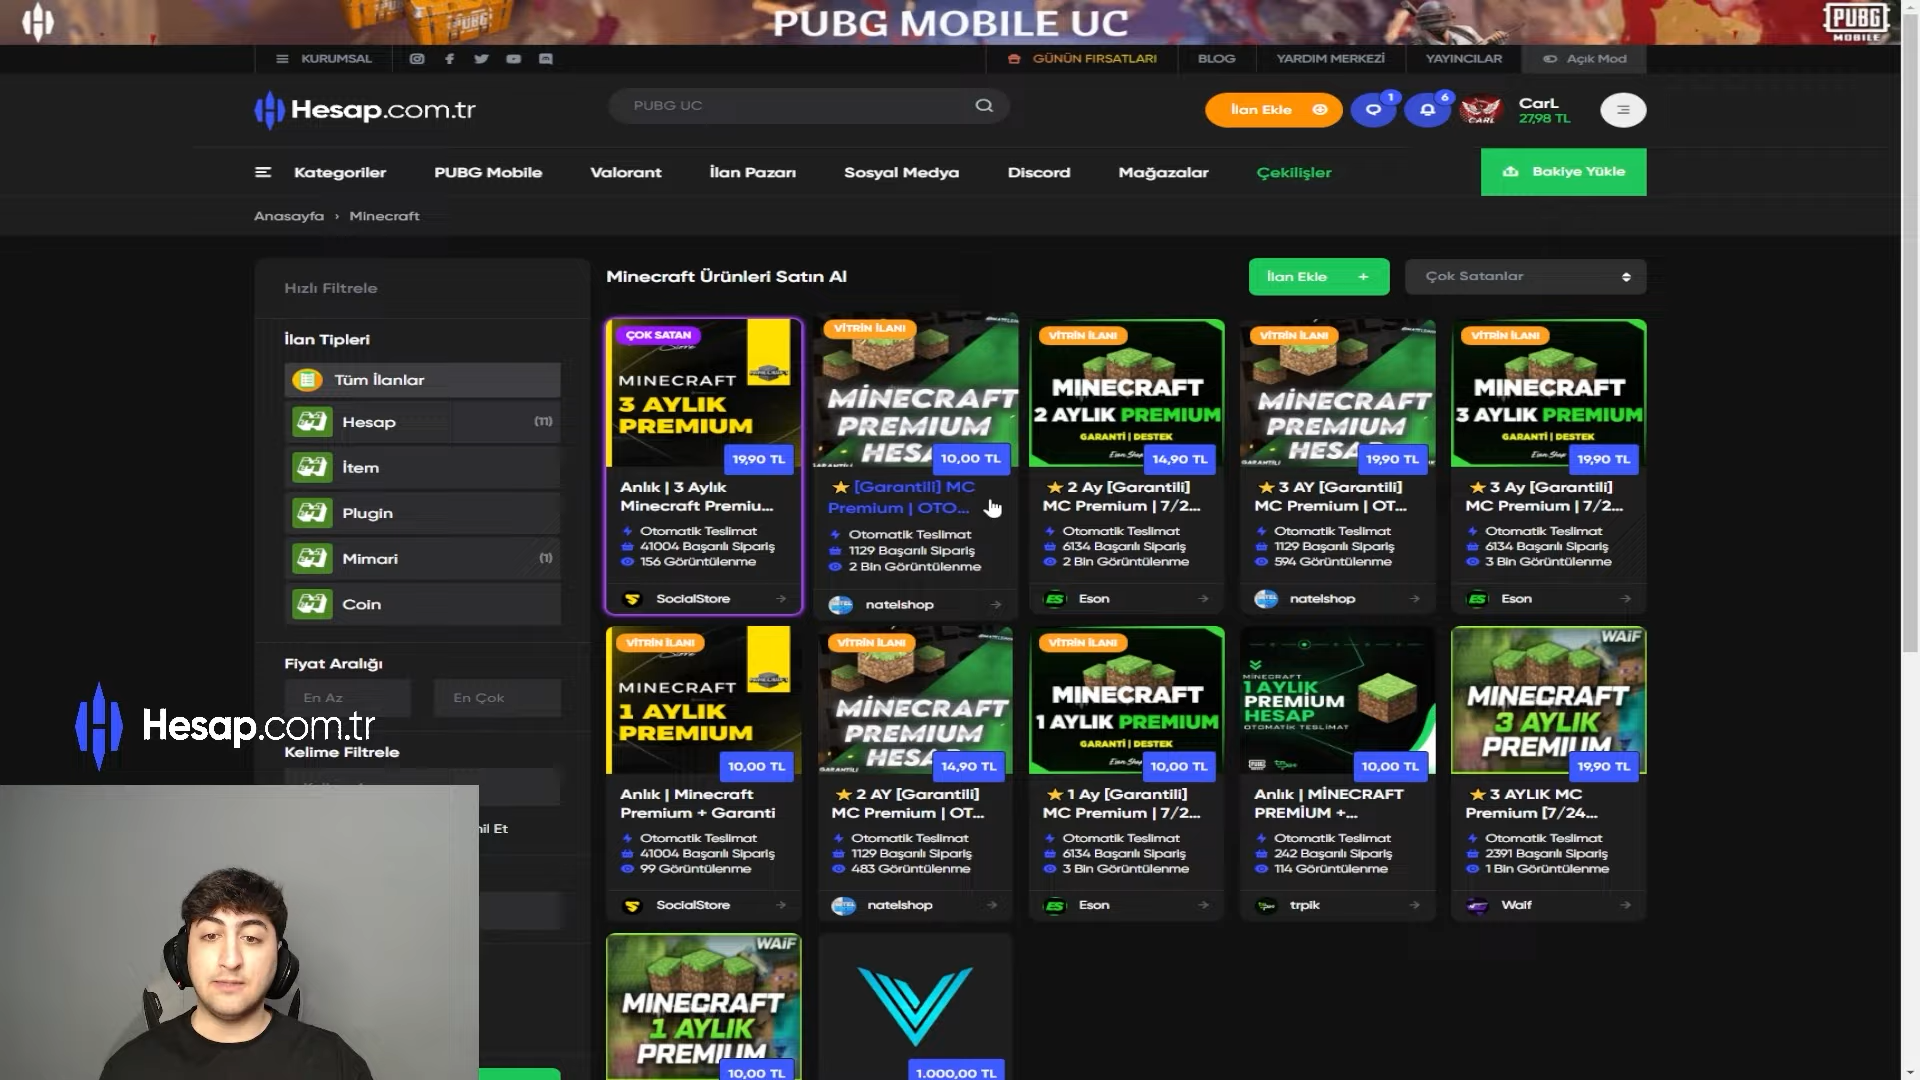 PUBG MOBILE UC
PUBG
MOBILE
KURUMSAL
GÜNÜN FIRSATLARI
BLOG
YARDIM MERKEZİ
YAYINCILAR
Açık Mod
Hesap.com.tr
PUBG UC
İlan Ekle
1
6
CARL
CarL
27,98 TL
Kategoriler
PUBG Mobile
Valorant
İlan Pazarı
Sosyal Medya
Discord
Mağazalar
Çekilişler
Bakiye Yükle
Anasayfa › Minecraft
Hızlı Filtrele
İlan Tipleri
Tüm İlanlar
Hesap (11)
İtem
Plugin
Mimari (1)
Coin
Fiyat Aralığı
En Az
En Çok
Kelime Filtrele
Hesap.com.tr
Minecraft Ürünleri Satın Al
İlan Ekle +
Çok Satanlar
ÇOK SATAN
MINECRAFT
3 AYLIK
PREMIUM
19,90 TL
Anlık | 3 Aylık
Minecraft Premiu...
Otomatik Teslimat
41004 Başarılı Sipariş
156 Görüntülenme
SocialStore
VİTRİN İLANI
MİNECRAFT
PREMIUM
10,00 TL
[Garantili] MC
Premium | OTO...
Otomatik Teslimat
1129 Başarılı Sipariş
2 Bin Görüntülenme
natelshop
VİTRİN İLANI
MINECRAFT
2 AYLIK PREMIUM
GARANTİ | DESTEK
14,90 TL
2 Ay [Garantili]
MC Premium | 7/2...
Otomatik Teslimat
6134 Başarılı Sipariş
2 Bin Görüntülenme
Eson
VİTRİN İLANI
MİNECRAFT
PREMIUM
19,90 TL
3 AY [Garantili]
MC Premium | OT...
Otomatik Teslimat
1129 Başarılı Sipariş
594 Görüntülenme
natelshop
VİTRİN İLANI
MINECRAFT
3 AYLIK PREMIUM
GARANTİ | DESTEK
19,90 TL
3 Ay [Garantili]
MC Premium | 7/2...
Otomatik Teslimat
6134 Başarılı Sipariş
3 Bin Görüntülenme
Eson
VİTRİN İLANI
MINECRAFT
1 AYLIK
PREMIUM
10,00 TL
Anlık | Minecraft
Premium + Garanti
Otomatik Teslimat
41004 Başarılı Sipariş
99 Görüntülenme
SocialStore
VİTRİN İLANI
MİNECRAFT
PREMIUM
14,90 TL
2 AY [Garantili]
MC Premium | OT...
Otomatik Teslimat
1129 Başarılı Sipariş
483 Görüntülenme
natelshop
VİTRİN İLANI
MINECRAFT
1 AYLIK PREMIUM
GARANTİ | DESTEK
10,00 TL
1 Ay [Garantili]
MC Premium | 7/2...
Otomatik Teslimat
6134 Başarılı Sipariş
3 Bin Görüntülenme
Eson
MİNECRAFT
1 AYLIK
PREMİUM
HESAP
OTOMATİK TESLİMAT
10,00 TL
Anlık | MİNECRAFT
PREMİUM +...
Otomatik Teslimat
242 Başarılı Sipariş
114 Görüntülenme
trpik
WAiF
MINECRAFT
3 AYLIK
PREMIUM
19,90 TL
3 AYLIK MC
Premium [7/24...
Otomatik Teslimat
2391 Başarılı Sipariş
1 Bin Görüntülenme
Waif
WAiF
MINECRAFT
1 AYLIK
PREMIUM
10,00 TL
1.000,00 TL